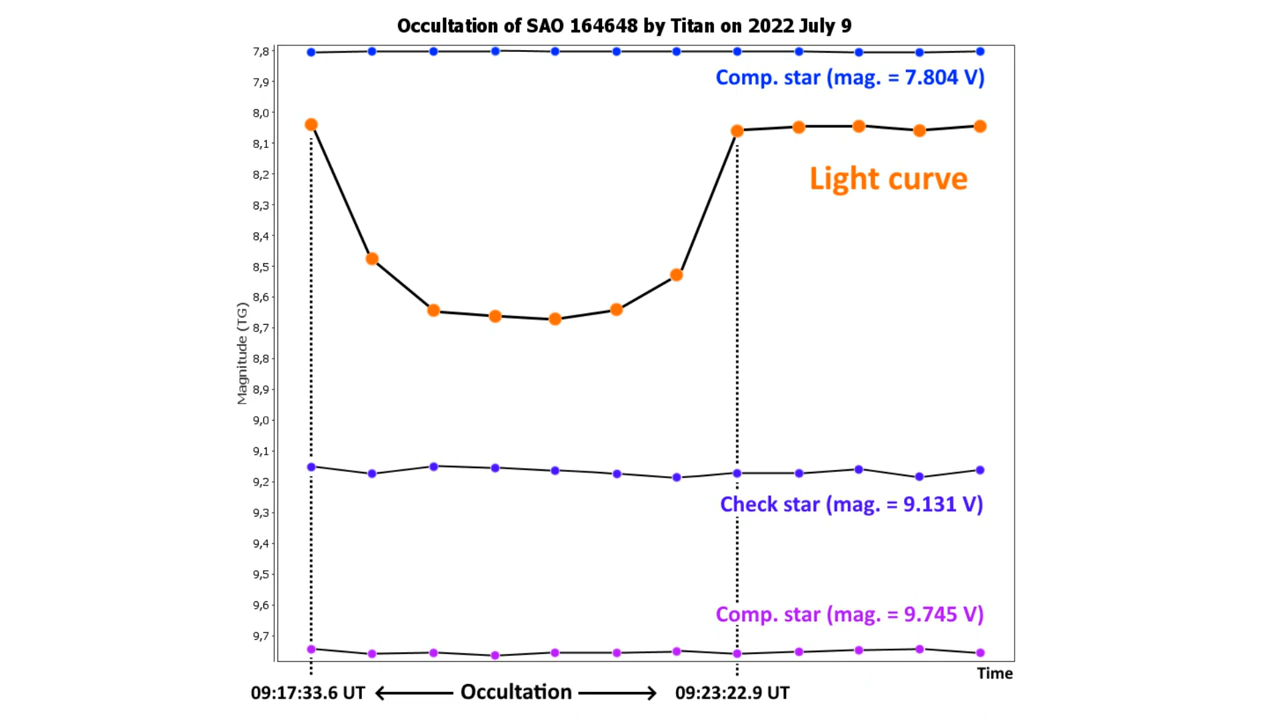 Occultation of SAO 164648 by Titan on 2022 July 9
7,8
Comp. star (mag. = 7.804 V)
7,9
8,0
8,1
Light curve
8,2
8,3
8,4
8,5
8,6
8,7
8,8
8,9
Magnitude (TG)
9,0
9,1
9,2
Check star (mag. = 9.131 V)
9,3
9,4
9,5
9,6
Comp. star (mag. = 9.745 V)
9,7
Time
09:17:33.6 UT Occultation 09:23:22.9 UT